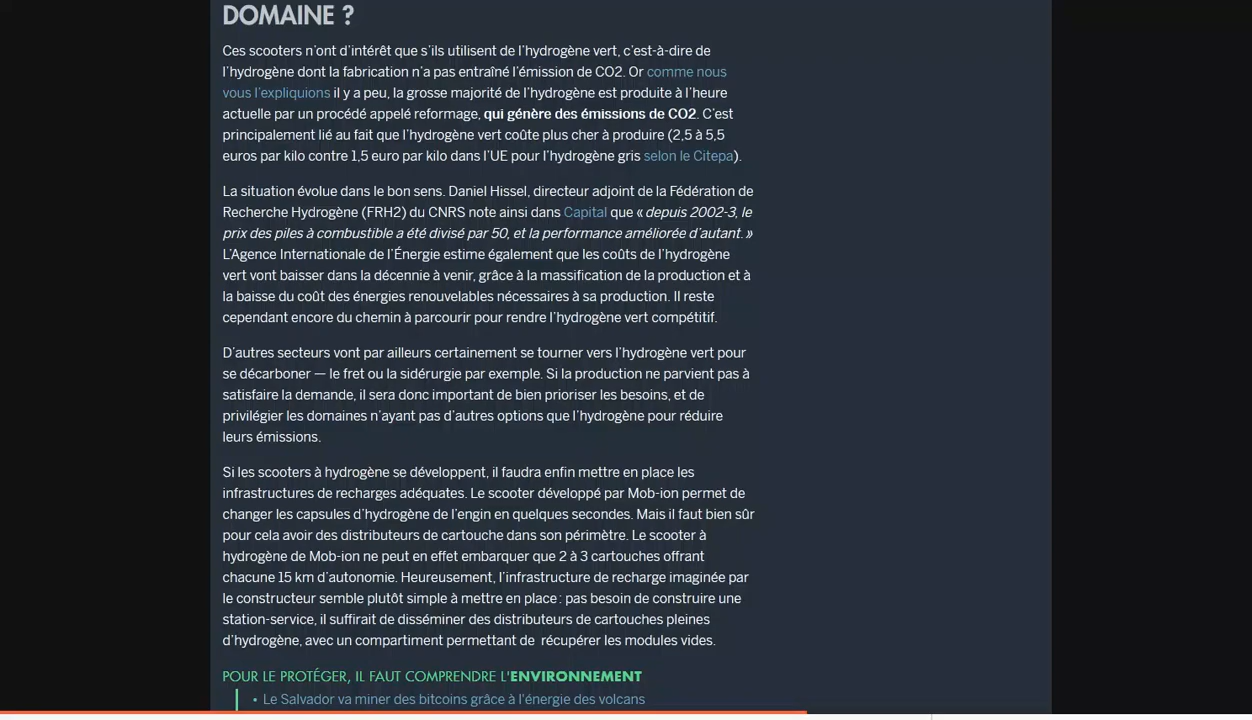 DOMAINE ?
Ces scooters n'ont d'intérêt que s'ils utilisent de l'hydrogène vert, c'est-à-dire de
l'hydrogène dont la fabrication n'a pas entraîné l'émission de CO2. Or comme nous
vous l'expliquions il y a peu, la grosse majorité de l'hydrogène est produite à l'heure
actuelle par un procédé appelé reformage, qui génère des émissions de CO2. C'est
principalement lié au fait que l'hydrogène vert coûte plus cher à produire (2,5 à 5,5
euros par kilo contre 1,5 euro par kilo dans l'UE pour l'hydrogène gris selon le Citepa).
La situation évolue dans le bon sens. Daniel Hissel, directeur adjoint de la Fédération de
Recherche Hydrogène (FRH2) du CNRS note ainsi dans Capital que « depuis 2002-3, le
prix des piles à combustible a été divisé par 50, et la performance améliorée d'autant. »
L'Agence Internationale de l'Énergie estime également que les coûts de l'hydrogène
vert vont baisser dans la décennie à venir, grâce à la massification de la production et à
la baisse du coût des énergies renouvelables nécessaires à sa production. Il reste
cependant encore du chemin à parcourir pour rendre l'hydrogène vert compétitif.
D'autres secteurs vont par ailleurs certainement se tourner vers l'hydrogène vert pour
se décarboner — le fret ou la sidérurgie par exemple. Si la production ne parvient pas à
satisfaire la demande, il sera donc important de bien prioriser les besoins, et de
privilégier les domaines n'ayant pas d'autres options que l'hydrogène pour réduire
leurs émissions.
Si les scooters à hydrogène se développent, il faudra enfin mettre en place les
infrastructures de recharges adéquates. Le scooter développé par Mob-ion permet de
changer les capsules d'hydrogène de l'engin en quelques secondes. Mais il faut bien sûr
pour cela avoir des distributeurs de cartouche dans son périmètre. Le scooter à
hydrogène de Mob-ion ne peut en effet embarquer que 2 à 3 cartouches offrant
chacune 15 km d'autonomie. Heureusement, l'infrastructure de recharge imaginée par
le constructeur semble plutôt simple à mettre en place : pas besoin de construire une
station-service, il suffirait de disséminer des distributeurs de cartouches pleines
d'hydrogène, avec un compartiment permettant de récupérer les modules vides.
POUR LE PROTÉGER, IL FAUT COMPRENDRE L'ENVIRONNEMENT
• Le Salvador va miner des bitcoins grâce à l'énergie des volcans